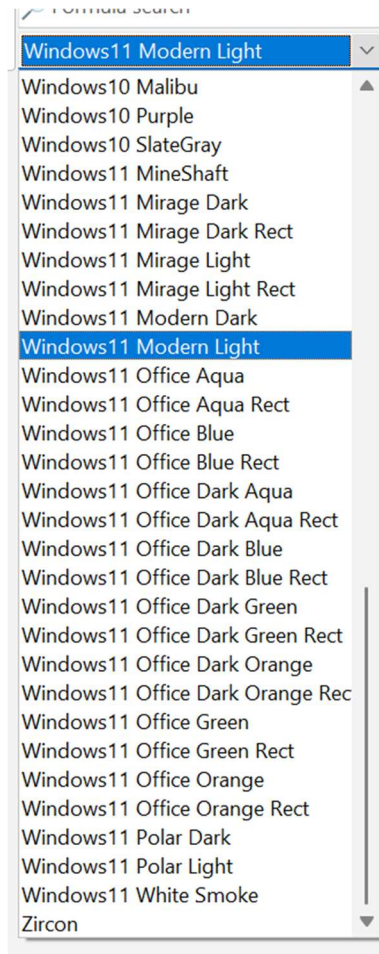 Formula search
Windows11 Modern Light
Windows10 Malibu
Windows10 Purple
Windows10 SlateGray
Windows11 MineShaft
Windows11 Mirage Dark
Windows11 Mirage Dark Rect
Windows11 Mirage Light
Windows11 Mirage Light Rect
Windows11 Modern Dark
Windows11 Modern Light
Windows11 Office Aqua
Windows11 Office Aqua Rect
Windows11 Office Blue
Windows11 Office Blue Rect
Windows11 Office Dark Aqua
Windows11 Office Dark Aqua Rect
Windows11 Office Dark Blue
Windows11 Office Dark Blue Rect
Windows11 Office Dark Green
Windows11 Office Dark Green Rect
Windows11 Office Dark Orange
Windows11 Office Dark Orange Rec
Windows11 Office Green
Windows11 Office Green Rect
Windows11 Office Orange
Windows11 Office Orange Rect
Windows11 Polar Dark
Windows11 Polar Light
Windows11 White Smoke
Zircon